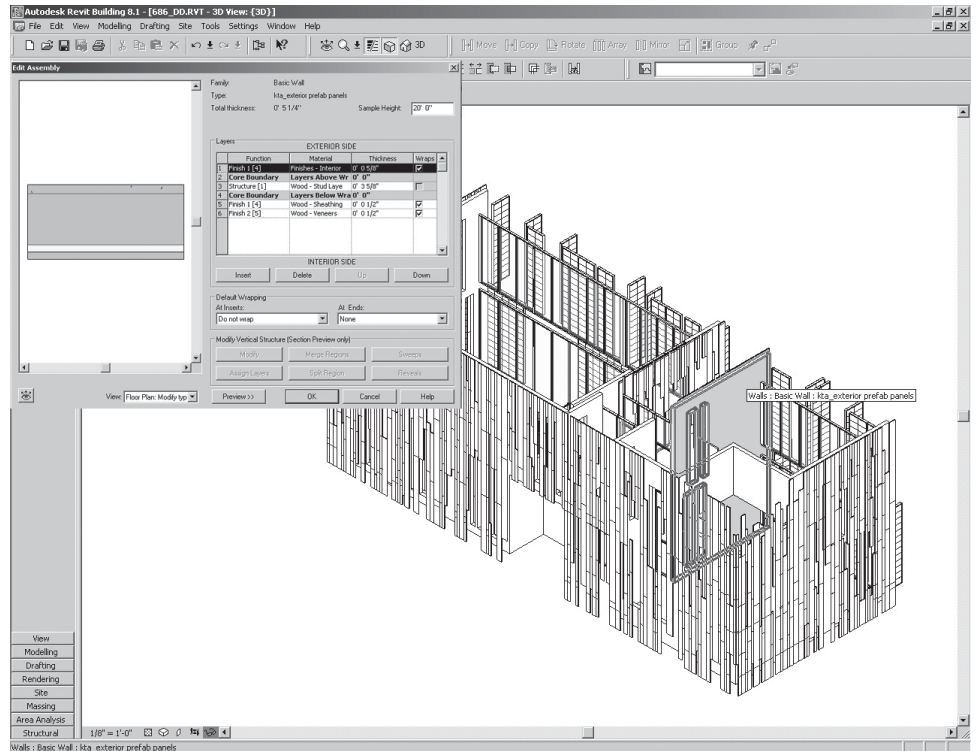 Autodesk Revit Building 8.1 - [686_DD.RVT - 3D View: {3D}]
File Edit View Modelling Drafting Site Tools Settings Window Help
3D Move Copy Rotate Array Mirror Group
Edit Assembly
Family: Basic Wall
Type: kta_exterior prefab panels
Total thickness: 0' 5 1/4" Sample Height: 20' 0"
Layers
EXTERIOR SIDE
Function Material Thickness Wraps
1 Finish 1 [4] Finishes - Interior 0' 0 5/8"
2 Core Boundary Layers Above Wr 0' 0"
3 Structure [1] Wood - Stud Laye 0' 3 5/8"
4 Core Boundary Layers Below Wra 0' 0"
5 Finish 1 [4] Wood - Sheathing 0' 0 1/2"
6 Finish 2 [5] Wood - Veneers 0' 0 1/2"
INTERIOR SIDE
Insert Delete Up Down
Default Wrapping
At Inserts: At Ends:
Do not wrap None
Modify Vertical Structure (Section Preview only)
Modify Merge Regions Sweeps
Assign Layers Split Region Reveals
View: Floor Plan: Modify typ Preview >> OK Cancel Help
Walls : Basic Wall : kta_exterior prefab panels
View
Modelling
Drafting
Rendering
Site
Massing
Area Analysis
Structural
1/8" = 1'-0"
Walls : Basic Wall : kta_exterior prefab panels